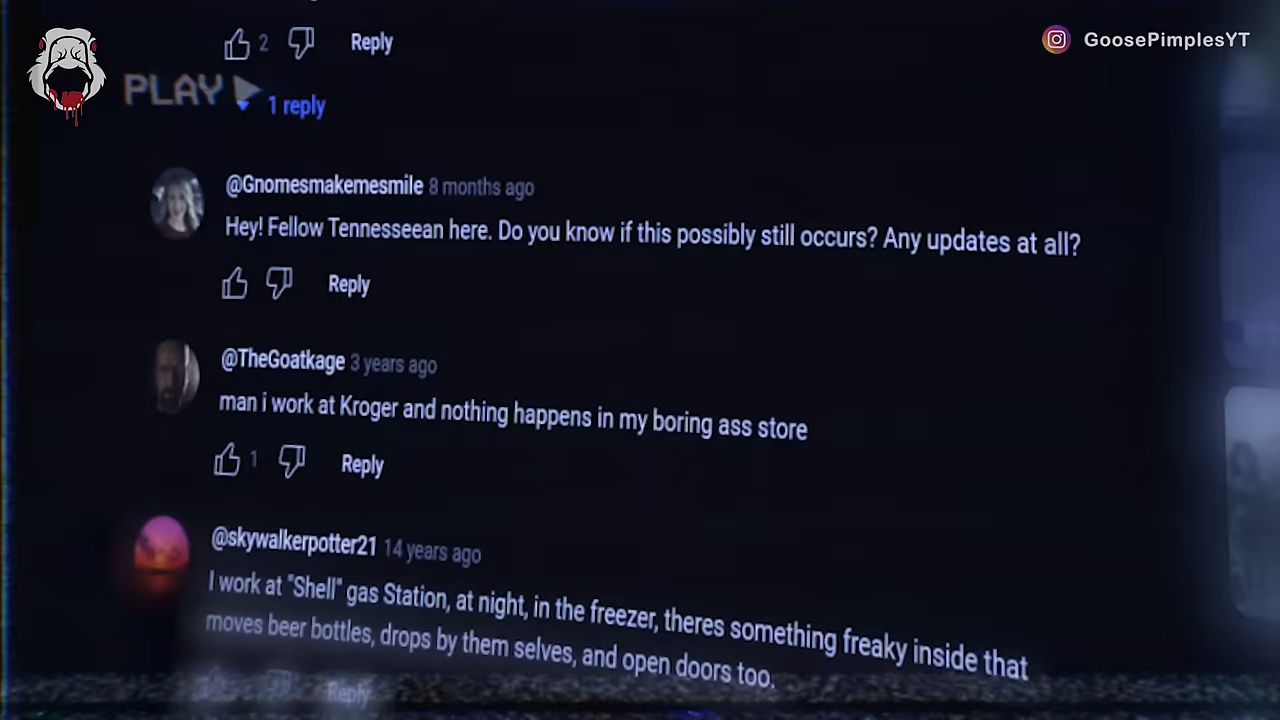 2 Reply
GoosePimplesYT
PLAY
1 reply
@Gnomesmakemesmile 8 months ago
Hey! Fellow Tennesseean here. Do you know if this possibly still occurs? Any updates at all?
Reply
@TheGoatkage 3 years ago
man i work at Kroger and nothing happens in my boring ass store
1 Reply
@skywalkerpotter21 14 years ago
I work at "Shell" gas Station, at night, in the freezer, theres something freaky inside that
moves beer bottles, drops by them selves, and open doors too.
Reply